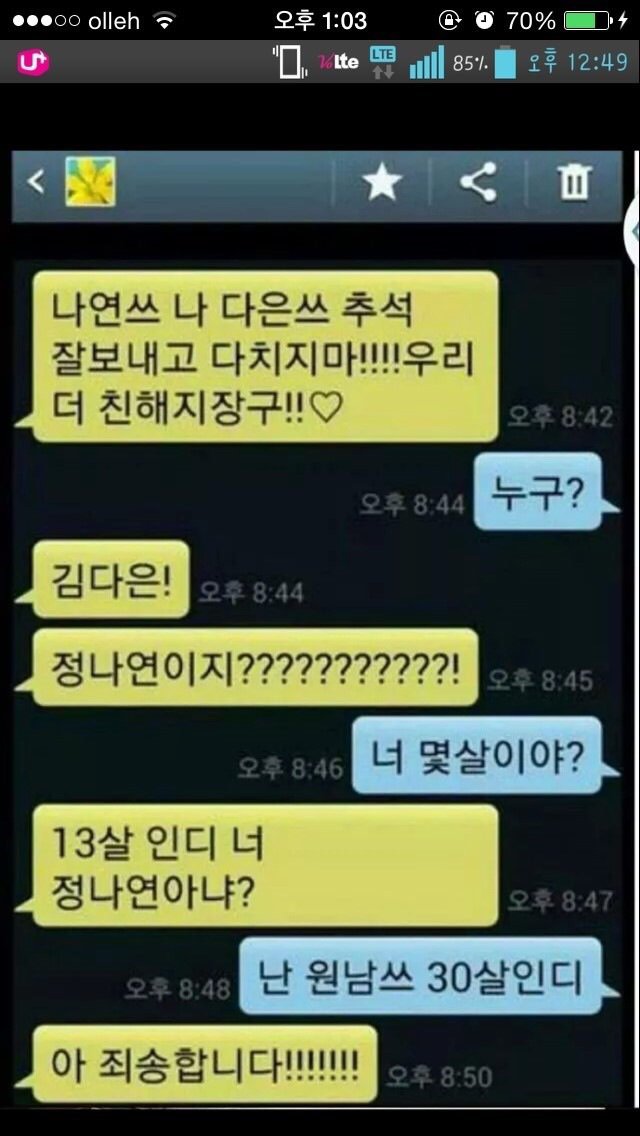 olleh 오후 1:03 70%
U+ VoLTE LTE 85% 오후 12:49
나연쓰 나 다은쓰 추석
잘보내고 다치지마!!!!우리
더 친해지장구!!♡
오후 8:42
누구?
오후 8:44
김다은!
오후 8:44
정나연이지???????????!
오후 8:45
너 몇살이야?
오후 8:46
13살 인디 너
정나연아냐?
오후 8:47
난 원남쓰 30살인디
오후 8:48
아 죄송합니다!!!!!!!
오후 8:50